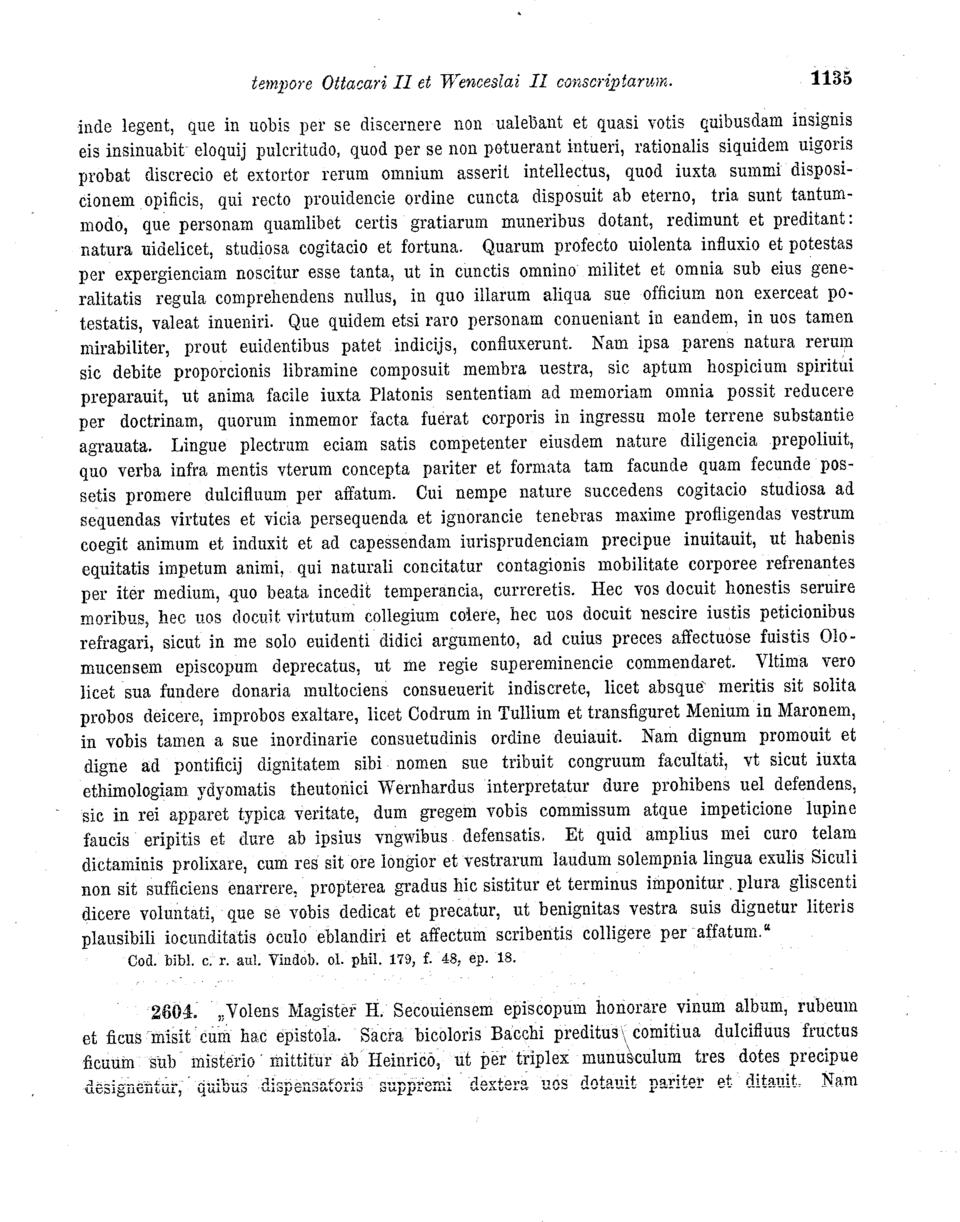 tempore Ottacari II et Wenceslai II conscriptarum. 1135
inde legent, que in uobis per se discernere non ualebant et quasi votis quibusdam insignis
eis insinuabit eloquij pulcritudo, quod per se non potuerant intueri, rationalis siquidem uigoris
probat discrecio et extortor rerum omnium asserit intellectus, quod iuxta summi disposi-
cionem opificis, qui recto prouidencie ordine cuncta disposuit ab eterno, tria sunt tantum-
modo, que personam quamlibet certis gratiarum muneribus dotant, redimunt et preditant:
natura uidelicet, studiosa cogitacio et fortuna. Quarum profecto uiolenta influxio et potestas
per expergienciam noscitur esse tanta, ut in cunctis omnino militet et omnia sub eius gene-
ralitatis regula comprehendens nullus, in quo illarum aliqua sue officium non exerceat po-
testatis, valeat inueniri. Que quidem etsi raro personam conueniant in eandem, in uos tamen
mirabiliter, prout euidentibus patet indicijs, confluxerunt. Nam ipsa parens natura rerum
sic debite proporcionis libramine composuit membra uestra, sic aptum hospicium spiritui
preparauit, ut anima facile iuxta Platonis sententiam ad memoriam omnia possit reducere
per doctrinam, quorum inmemor facta fuerat corporis in ingressu mole terrene substantie
agrauata. Lingue plectrum eciam satis competenter eiusdem nature diligencia prepoliuit,
quo verba infra mentis vterum concepta pariter et formata tam facunde quam fecunde pos-
setis promere dulcifluum per affatum. Cui nempe nature succedens cogitacio studiosa ad
sequendas virtutes et vicia persequenda et ignorancie tenebras maxime profligendas vestrum
coegit animum et induxit et ad capessendam iurisprudenciam precipue inuitauit, ut habenis
equitatis impetum animi, qui naturali concitatur contagionis mobilitate corporee refrenantes
per iter medium, quo beata incedit temperancia, curreretis. Hec vos docuit honestis seruire
moribus, hec uos docuit virtutum collegium colere, hec uos docuit nescire iustis peticionibus
refragari, sicut in me solo euidenti didici argumento, ad cuius preces affectuose fuistis Olo-
mucensem episcopum deprecatus, ut me regie supereminencie commendaret. Vltima vero
licet sua fundere donaria multociens consueuerit indiscrete, licet absque meritis sit solita
probos deicere, improbos exaltare, licet Codrum in Tullium et transfiguret Menium in Maronem,
in vobis tamen a sue inordinarie consuetudinis ordine deuiauit. Nam dignum promouit et
digne ad pontificij dignitatem sibi nomen sue tribuit congruum facultati, vt sicut iuxta
ethimologiam ydyomatis theutonici Wernhardus interpretatur dure prohibens uel defendens,
sic in rei apparet typica veritate, dum gregem vobis commissum atque impeticione lupine
faucis eripitis et dure ab ipsius vngwibus defensatis. Et quid amplius mei curo telam
dictaminis prolixare, cum res sit ore longior et vestrarum laudum solempnia lingua exulis Siculi
non sit sufficiens enarrere, propterea gradus hic sistitur et terminus imponitur, plura gliscenti
dicere voluntati, que se vobis dedicat et precatur, ut benignitas vestra suis dignetur literis
plausibili iocunditatis oculo eblandiri et affectum scribentis colligere per affatum.“
Cod. bibl. c. r. aul. Vindob. ol. phil. 179, f. 48, ep. 18.
2604. „Volens Magister H. Secouiensem episcopum honorare vinum album, rubeum
et ficus misit cum hac epistola. Sacra bicoloris Bacchi preditus comitiua dulcifluus fructus
ficuum sub misterio mittitur ab Heinrico, ut per triplex munusculum tres dotes precipue
designentur, quibus dispensatoris suppremi dextera uos dotauit pariter et ditauit. Nam